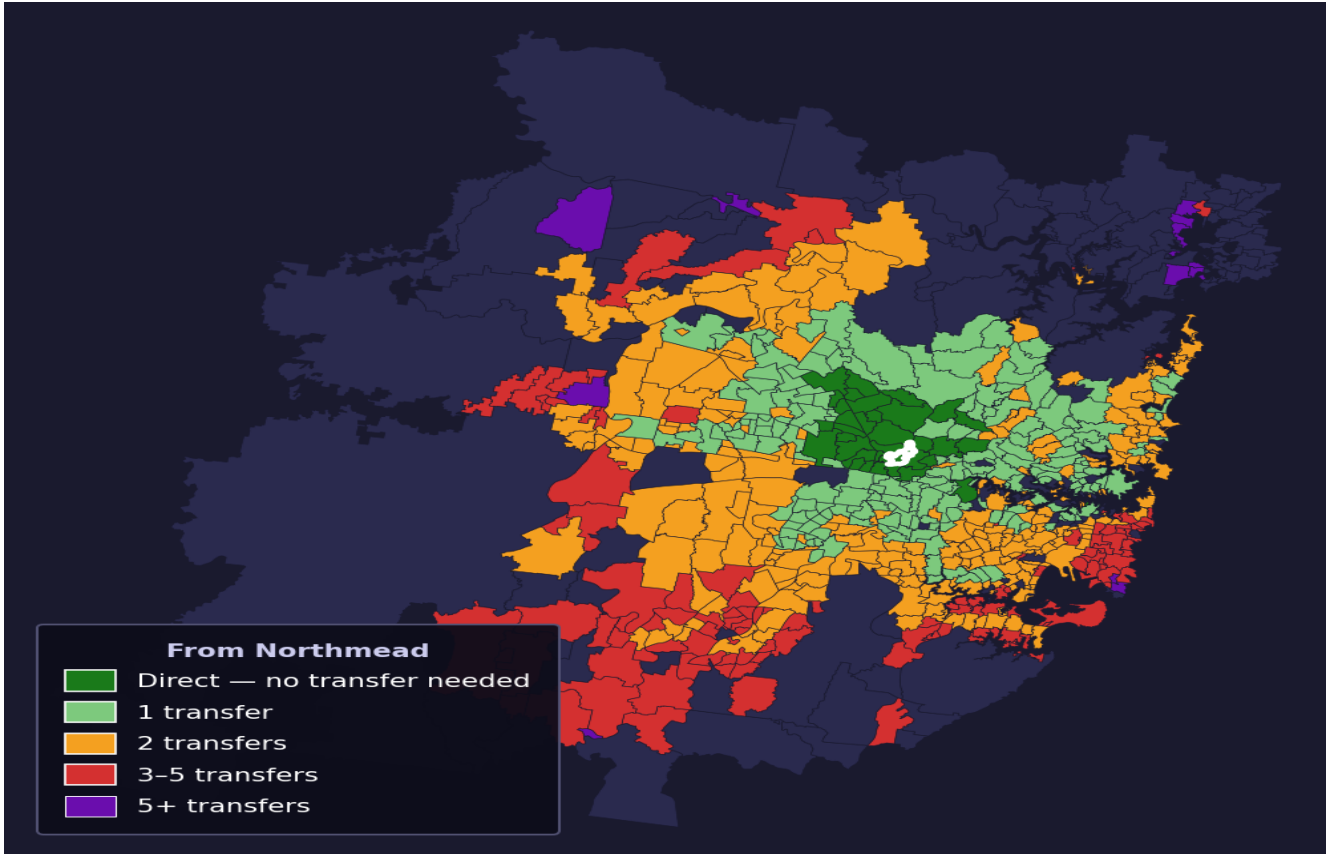 From Northmead
Direct — no transfer needed
1 transfer
2 transfers
3–5 transfers
5+ transfers